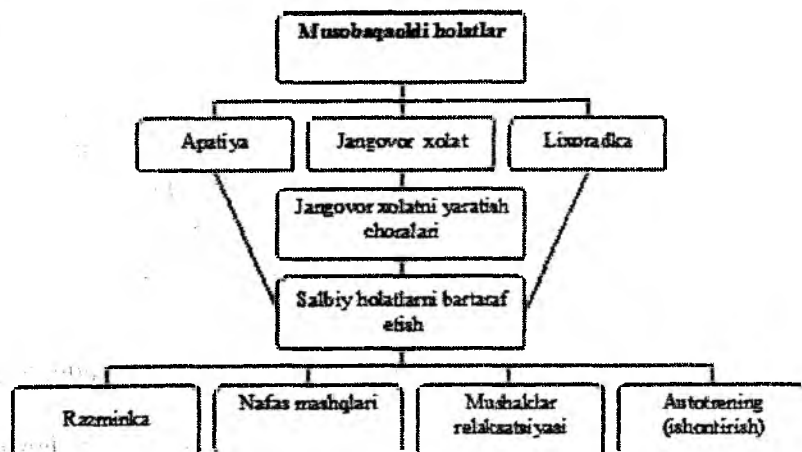 Musobaqaoldi holatlar
Apatiya
Jangovor xolat
Lixoradka
Jangovor xolatni yaratish
choralari
Salbiy holatlarni bartaraf
etish
Razminka
Nafas mashqlari
Mushaklar
relaksatsiyasi
Autotrening
(ishontirish)